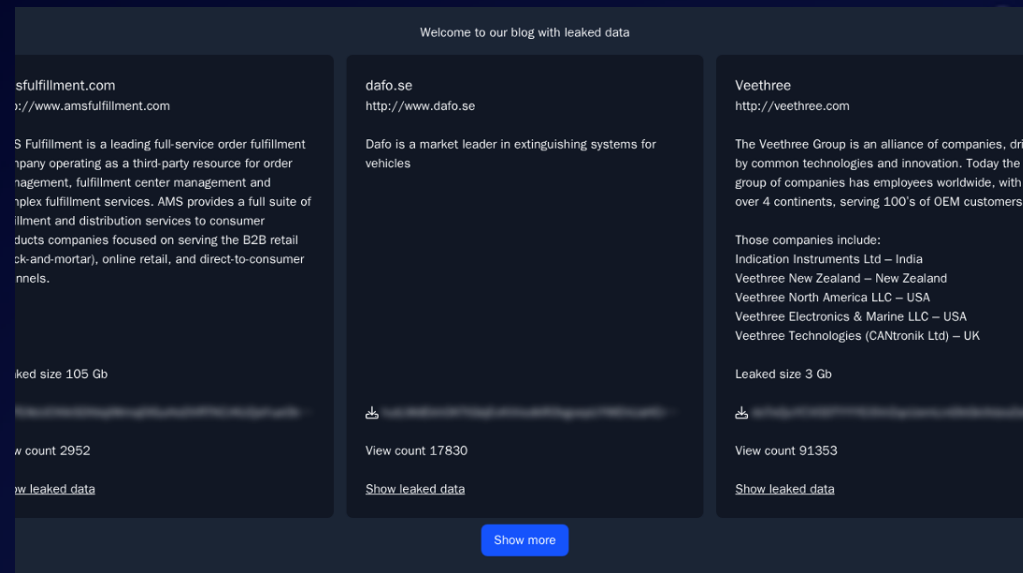 Welcome to our blog with leaked data
sfulfillment.com
://www.amsfulfillment.com
S Fulfillment is a leading full-service order fulfillment
mpany operating as a third-party resource for order
nagement, fulfillment center management and
mplex fulfillment services. AMS provides a full suite of
fillment and distribution services to consumer
ducts companies focused on serving the B2B retail
ck-and-mortar), online retail, and direct-to-consumer
nnels.
ked size 105 Gb
w count 2952
ow leaked data
dafo.se
http://www.dafo.se
Dafo is a market leader in extinguishing systems for
vehicles
View count 17830
Show leaked data
Veethree
http://veethree.com
The Veethree Group is an alliance of companies, dri
by common technologies and innovation. Today the
group of companies has employees worldwide, with
over 4 continents, serving 100's of OEM customers
Those companies include:
Indication Instruments Ltd – India
Veethree New Zealand – New Zealand
Veethree North America LLC – USA
Veethree Electronics & Marine LLC – USA
Veethree Technologies (CANtronik Ltd) – UK
Leaked size 3 Gb
View count 91353
Show leaked data
Show more